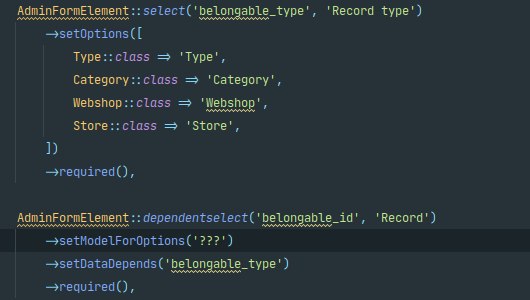 AdminFormElement::select('belongable_type', 'Record type')
->setOptions([
Type::class => 'Type',
Category::class => 'Category',
Webshop::class => 'Webshop',
Store::class => 'Store',
])
->required(),
AdminFormElement::dependentselect('belongable_id', 'Record')
->setModelForOptions('???')
->setDataDepends('belongable_type')
->required(),